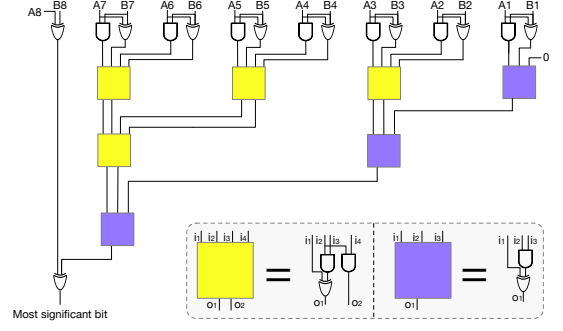 A8 B8 A7 B7 A6 B6 A5 B5 A4 B4 A3 B3 A2 B2 A1 B1
0
i1 i2 i3 i4
i1 i2 i3 i4
i1 i2 i3
i1 i2 i3
o1 o2
o1 o2
o1
o1
Most significant bit